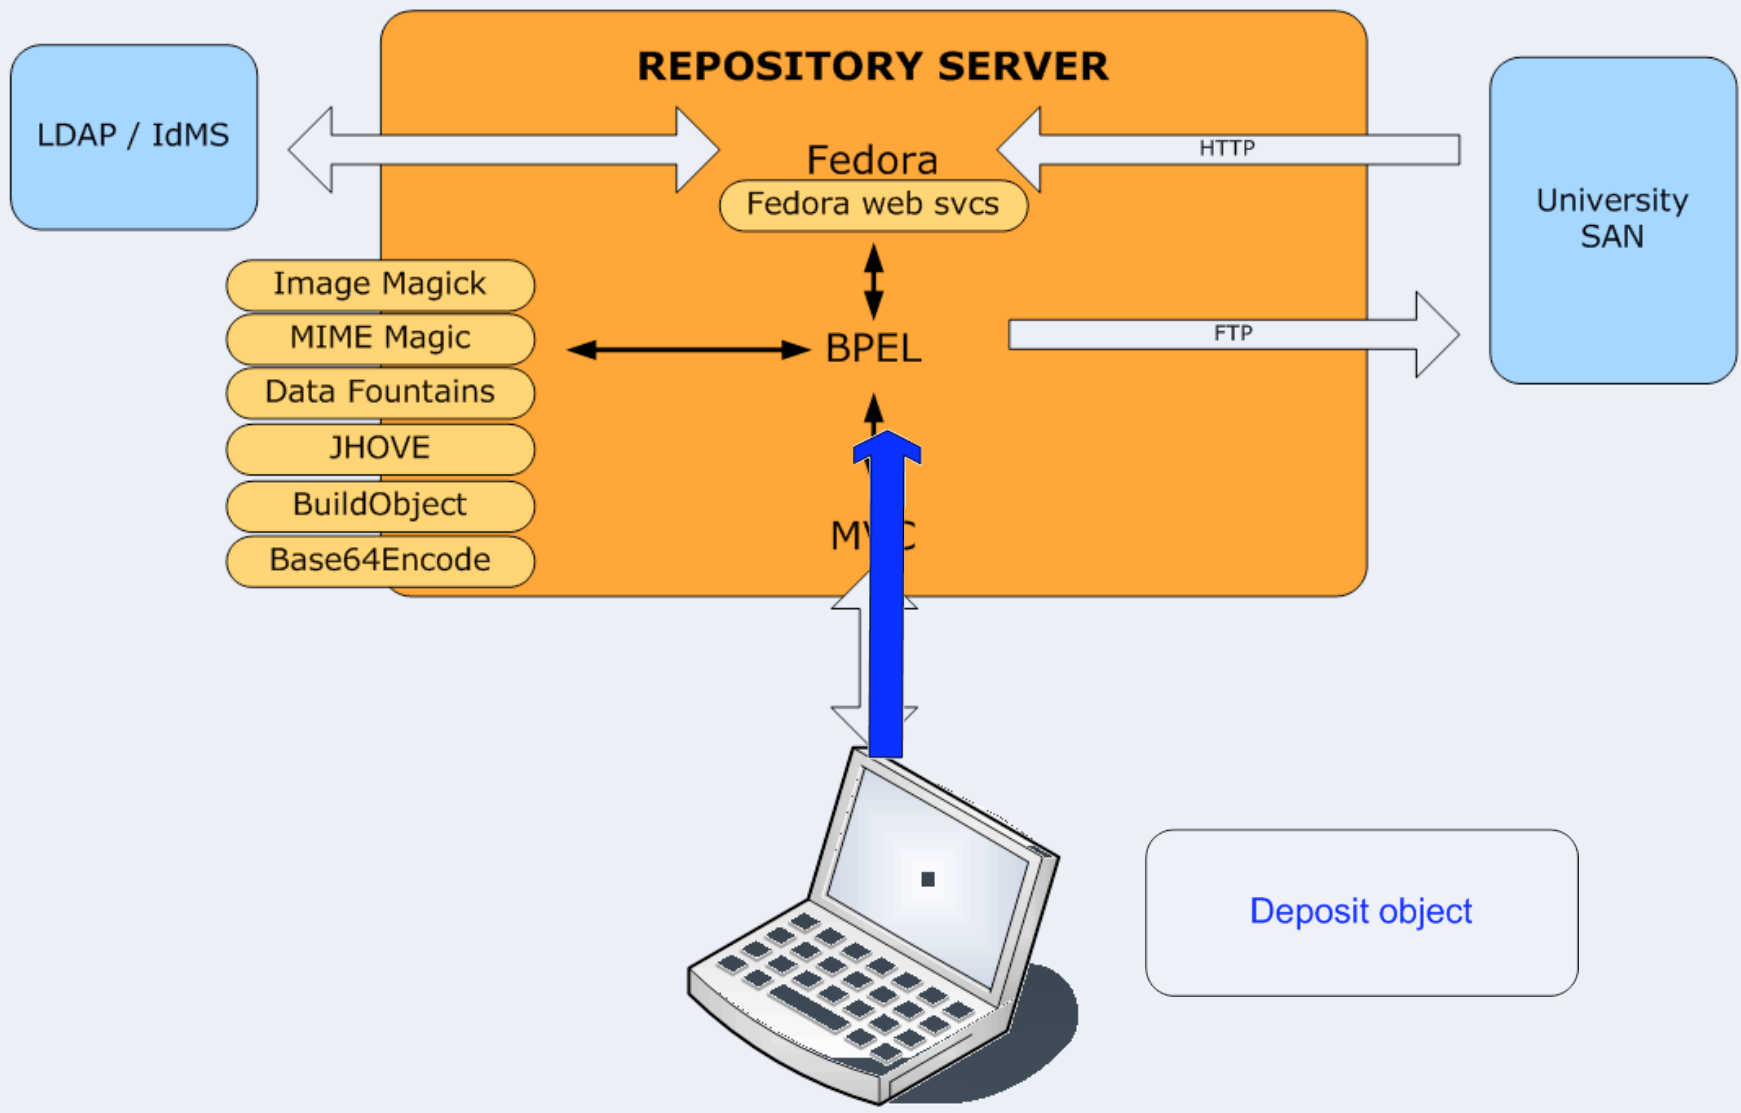 REPOSITORY SERVER
LDAP / IdMS
HTTP
Fedora
Fedora web svcs
University
SAN
Image Magick
MIME Magic
Data Fountains
JHOVE
BuildObject
Base64Encode
BPEL
FTP
MVC
Deposit object